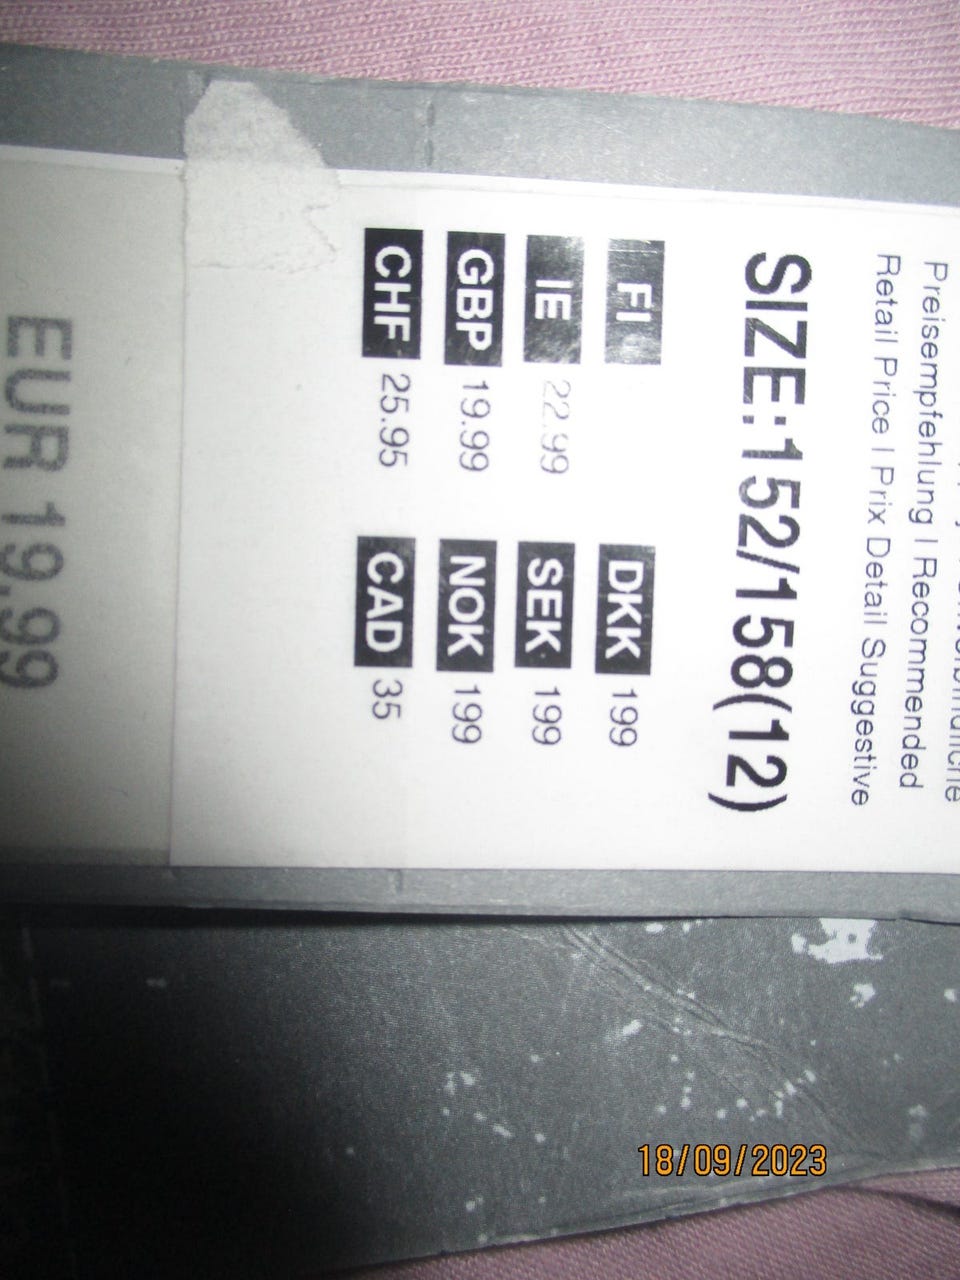 Preisempfehlung | Recommended
Retail Price | Prix Detail Suggestive
SIZE:152/158(12)
FI DKK 199
IE 22.99 SEK 199
GBP 19.99 NOK 199
CHF 25.95 CAD 35
EUR 19,99
18/09/2023